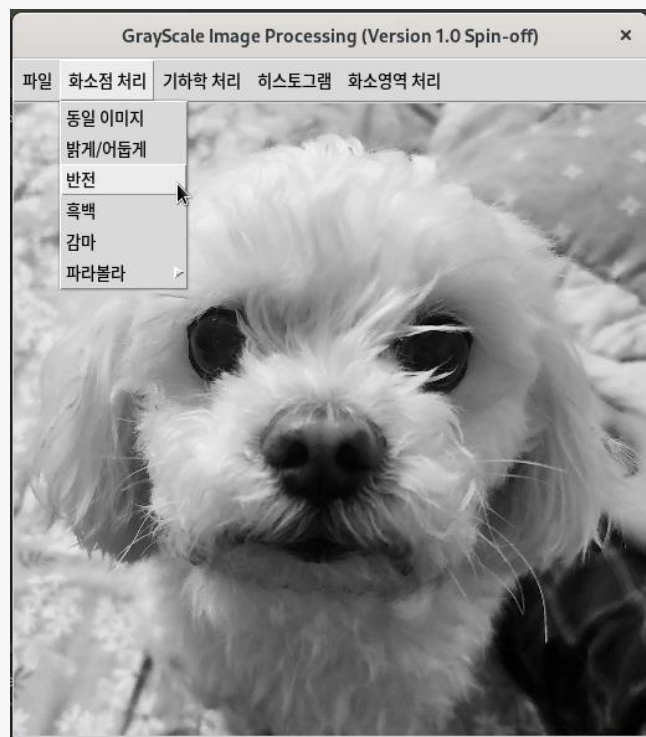 GrayScale Image Processing (Version 1.0 Spin-off)
파일 화소점 처리 기하학 처리 히스토그램 화소영역 처리
동일 이미지
밝게/어둡게
반전
흑백
감마
파라볼라